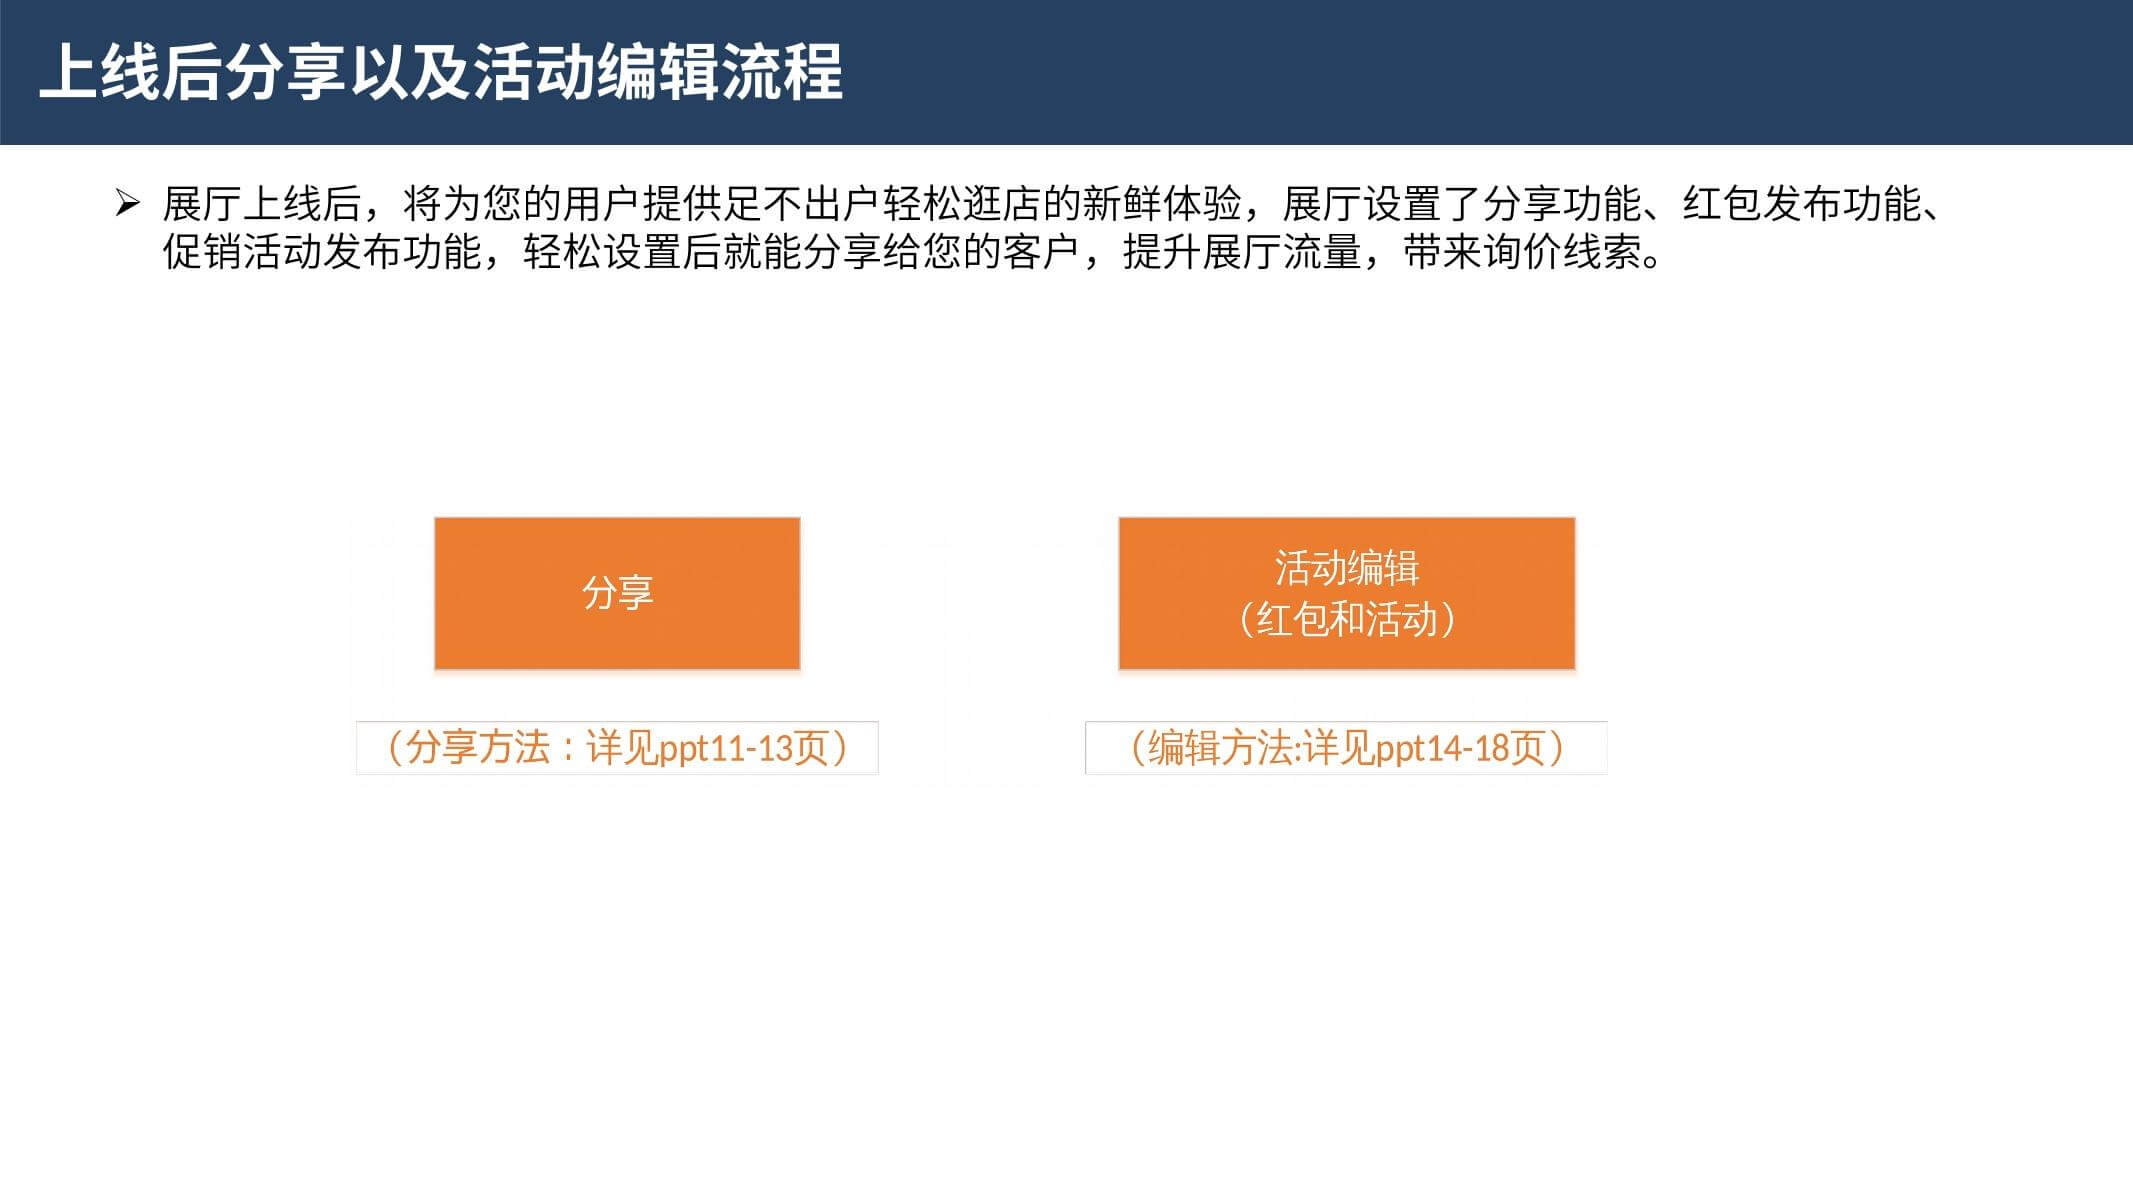 上线后分享以及活动编辑流程
➢ 展厅上线后，将为您的用户提供足不出户轻松逛店的新鲜体验，展厅设置了分享功能、红包发布功能、
促销活动发布功能，轻松设置后就能分享给您的客户，提升展厅流量，带来询价线索。
分享
活动编辑
（红包和活动）
（分享方法：详见ppt11-13页）
（编辑方法:详见ppt14-18页）